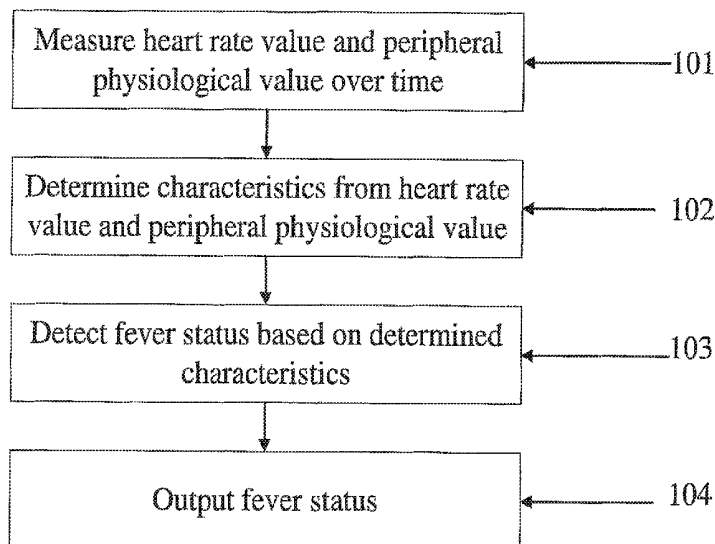 Measure heart rate value and peripheral
physiological value over time
101
Determine characteristics from heart rate
value and peripheral physiological value
102
Detect fever status based on determined
characteristics
103
Output fever status
104